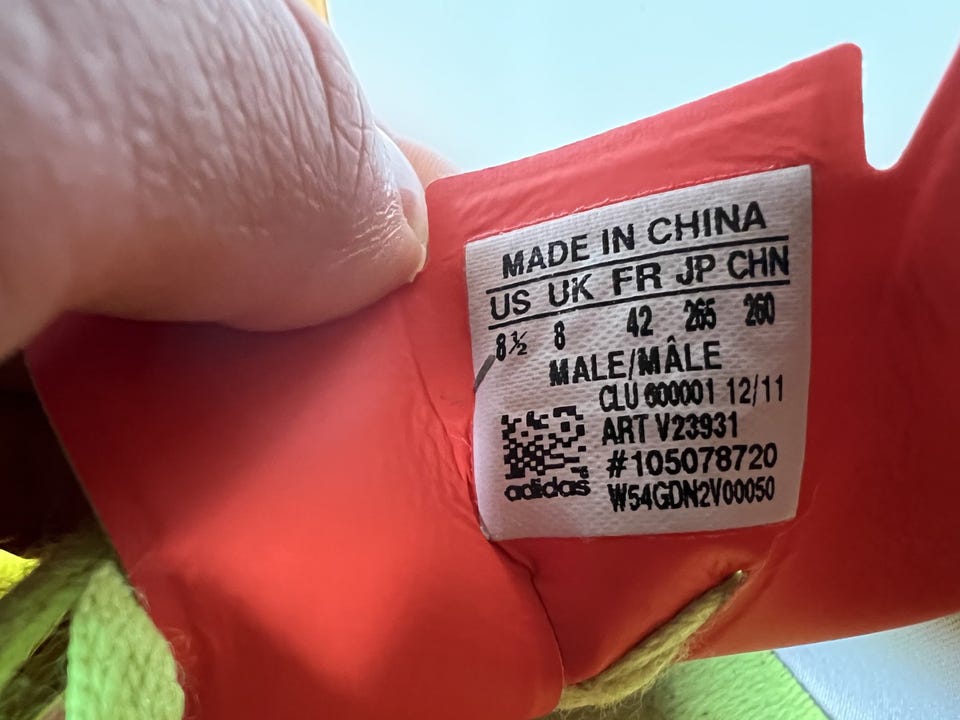 MADE IN CHINA
US UK FR JP CHN
8½ 8 42 265 260
MALE/MÂLE
CLU 600001 12/11
ART V23931
#105078720
adidas W54GDN2V00050